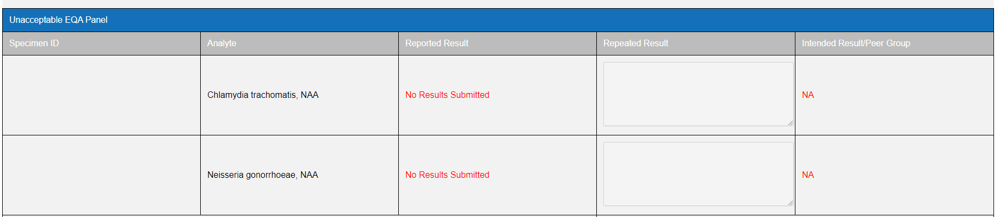 Unacceptable EQA Panel
Specimen ID Analyte Reported Result Repeated Result Intended Result/Peer Group
Chlamydia trachomatis, NAA No Results Submitted NA
Neisseria gonorrhoeae, NAA No Results Submitted NA